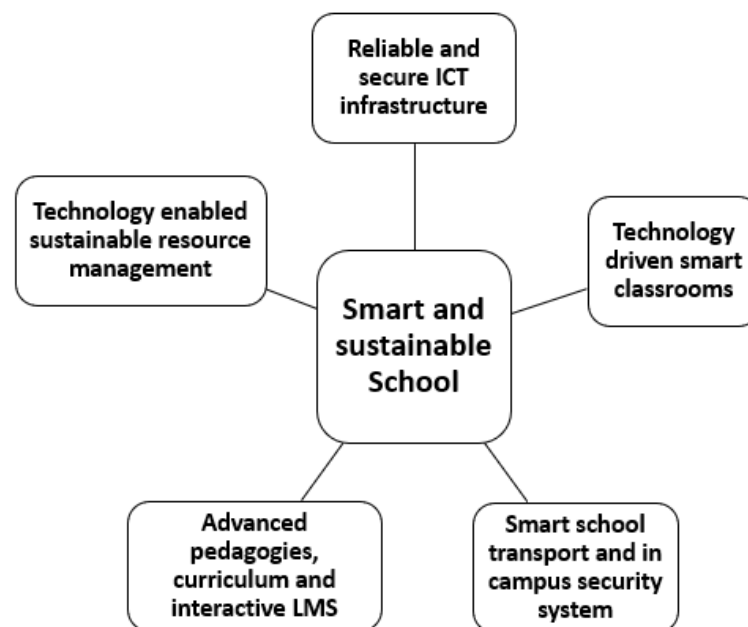 Reliable and
secure ICT
infrastructure
Technology enabled
sustainable resource
management
Technology
driven smart
classrooms
Smart and
sustainable
School
Advanced
pedagogies,
curriculum and
interactive LMS
Smart school
transport and in
campus security
system